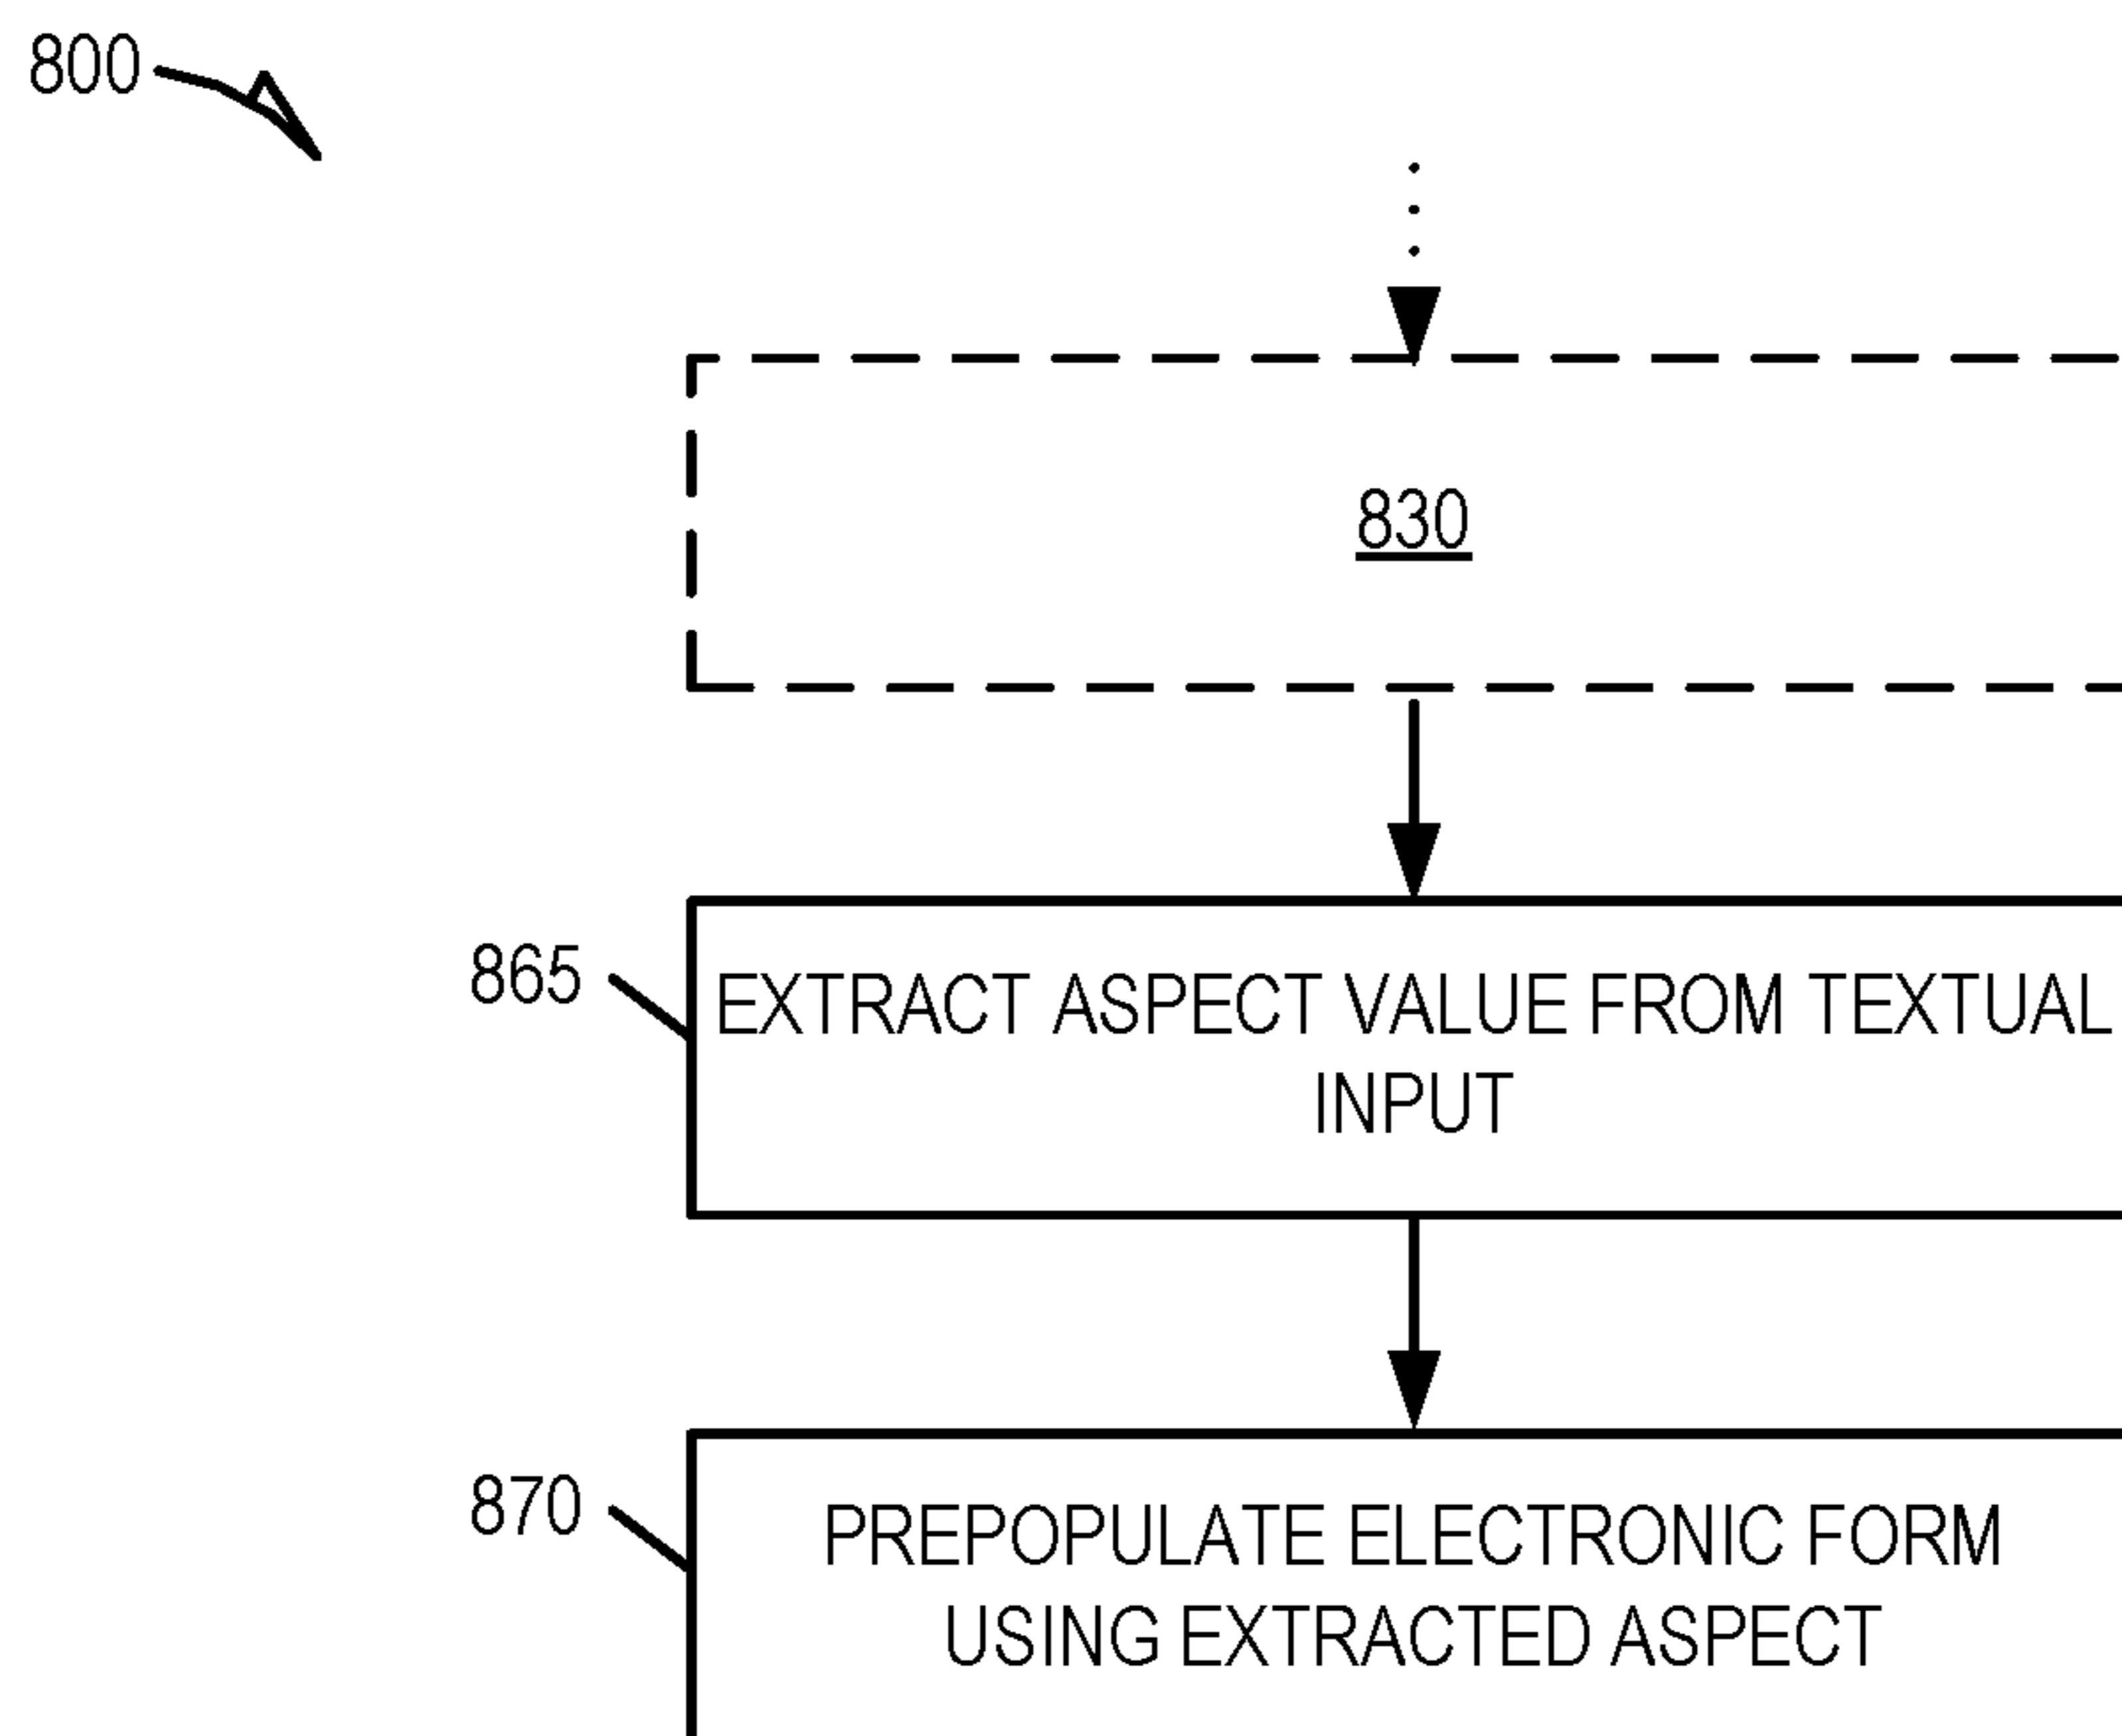 800
830
865
EXTRACT ASPECT VALUE FROM TEXTUAL
INPUT
870
PREPOPULATE ELECTRONIC FORM
USING EXTRACTED ASPECT